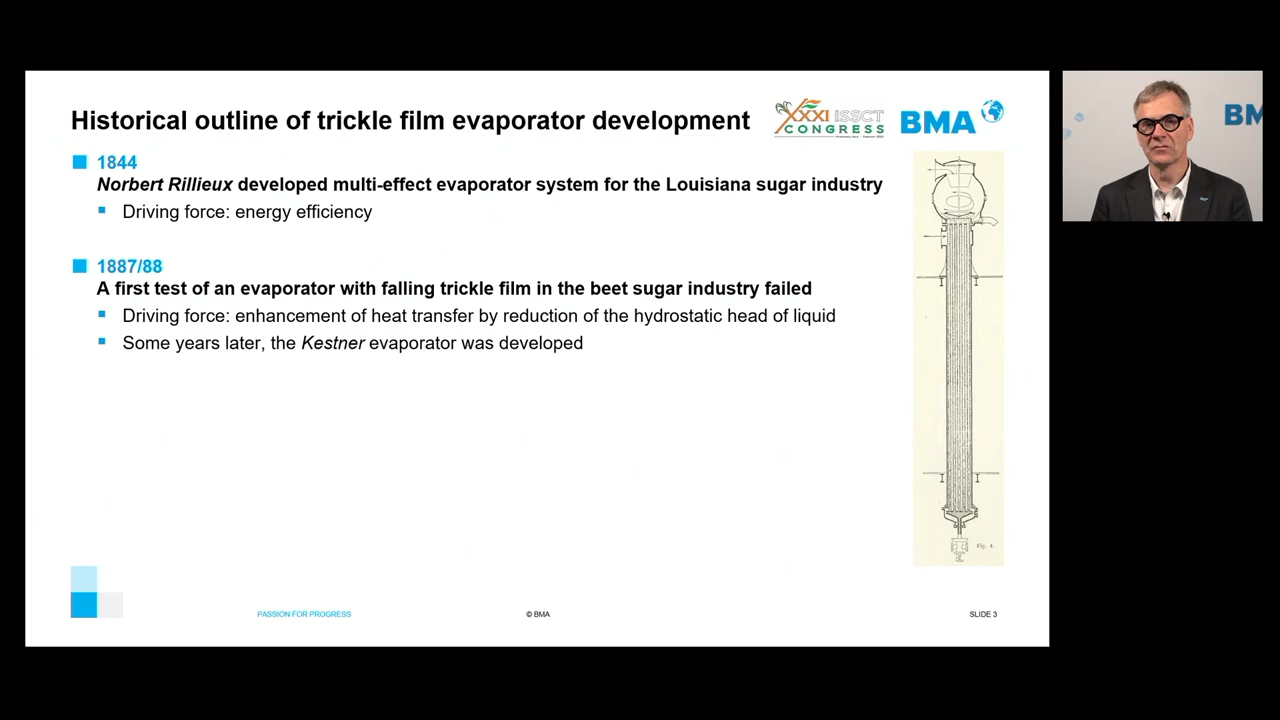 Historical outline of trickle film evaporator development
XXXI ISSCT
CONGRESS
BMA
1844
Norbert Rillieux developed multi-effect evaporator system for the Louisiana sugar industry
Driving force: energy efficiency
1887/88
A first test of an evaporator with falling trickle film in the beet sugar industry failed
Driving force: enhancement of heat transfer by reduction of the hydrostatic head of liquid
Some years later, the Kestner evaporator was developed
Fig. 4.
PASSION FOR PROGRESS
© BMA
SLIDE 3
BM